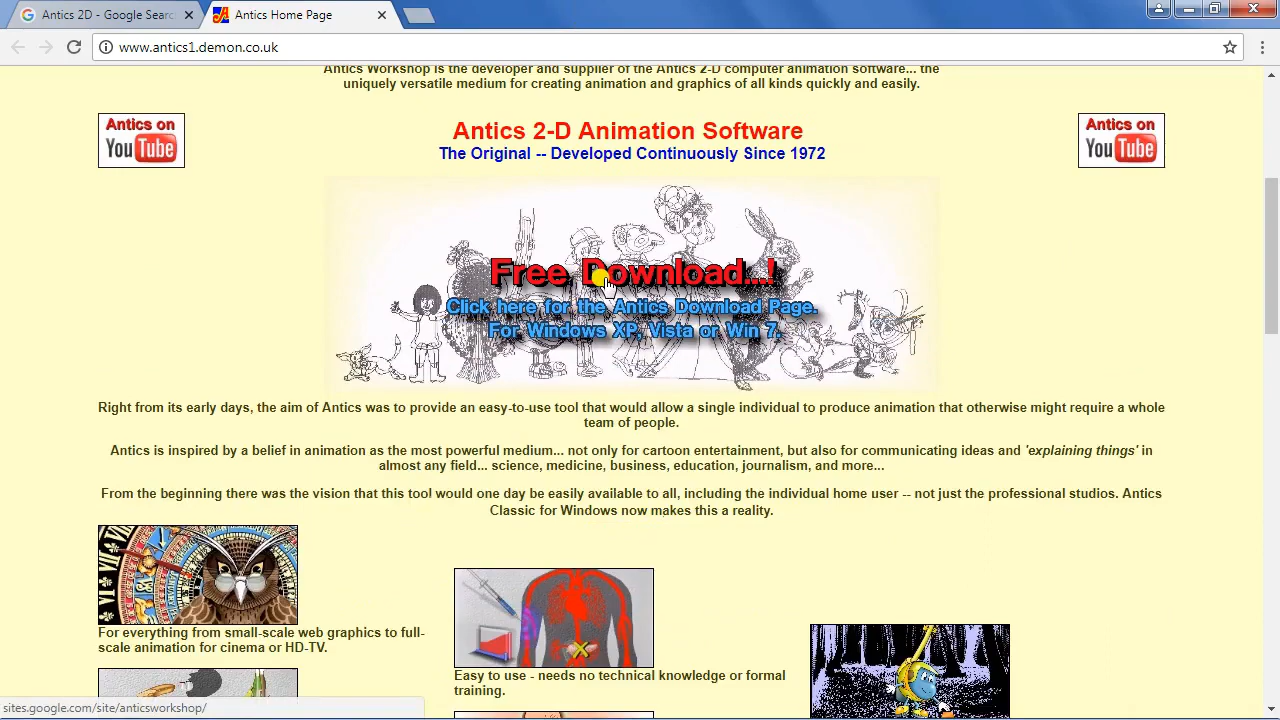 Antics 2D - Google Searc
Antics Home Page
www.antics1.demon.co.uk
Antics Workshop is the developer and supplier of the Antics 2-D computer animation software... the
uniquely versatile medium for creating animation and graphics of all kinds quickly and easily.
Antics on
YouTube
Antics 2-D Animation Software
The Original -- Developed Continuously Since 1972
Antics on
YouTube
Free Download...!
Click here for the Antics Download Page.
For Windows XP, Vista or Win 7.
Right from its early days, the aim of Antics was to provide an easy-to-use tool that would allow a single individual to produce animation that otherwise might require a whole
team of people.
Antics is inspired by a belief in animation as the most powerful medium... not only for cartoon entertainment, but also for communicating ideas and 'explaining things' in
almost any field... science, medicine, business, education, journalism, and more...
From the beginning there was the vision that this tool would one day be easily available to all, including the individual home user -- not just the professional studios. Antics
Classic for Windows now makes this a reality.
For everything from small-scale web graphics to full-
scale animation for cinema or HD-TV.
Easy to use - needs no technical knowledge or formal
training.
sites.google.com/site/anticsworkshop/